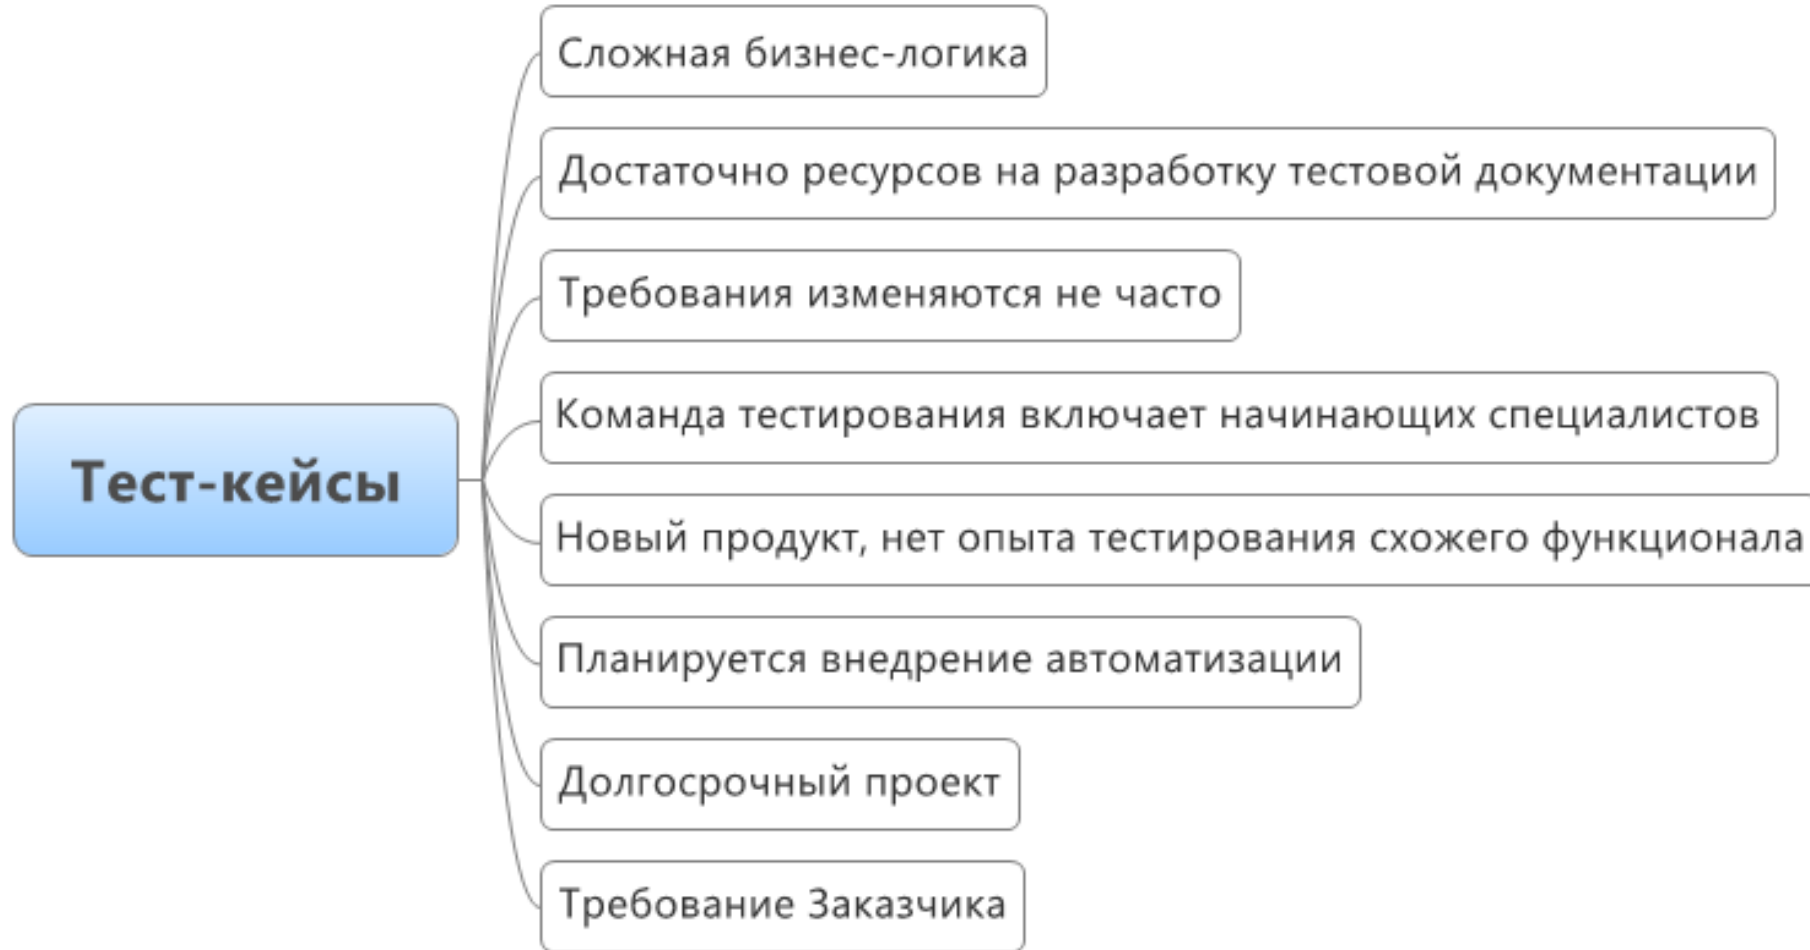 Сложная бизнес-логика
Достаточно ресурсов на разработку тестовой документации
Требования изменяются не часто
Команда тестирования включает начинающих специалистов
Тест-кейсы
Новый продукт, нет опыта тестирования схожего функционала
Планируется внедрение автоматизации
Долгосрочный проект
Требование Заказчика